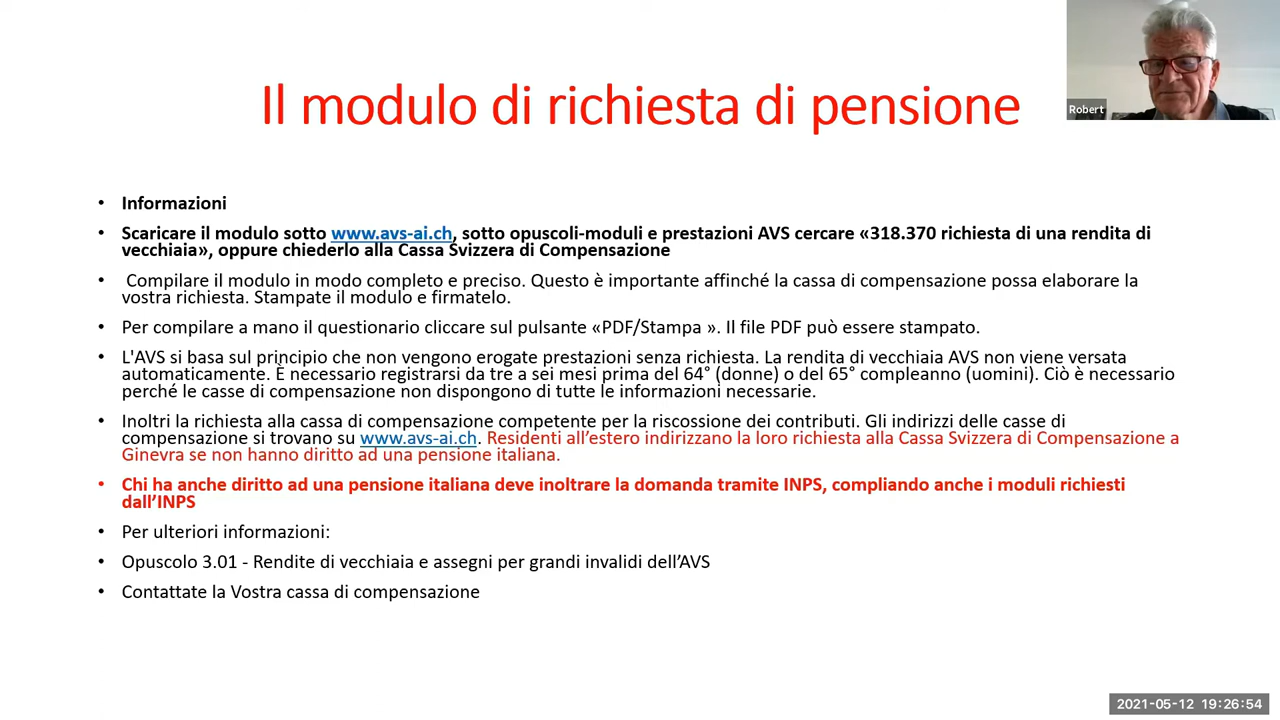 Il modulo di richiesta di pensione
Robert
• Informazioni
• Scaricare il modulo sotto www.avs-ai.ch, sotto opuscoli-moduli e prestazioni AVS cercare «318.370 richiesta di una rendita di
vecchiaia», oppure chiederlo alla Cassa Svizzera di Compensazione
• Compilare il modulo in modo completo e preciso. Questo è importante affinché la cassa di compensazione possa elaborare la
vostra richiesta. Stampate il modulo e firmatelo.
• Per compilare a mano il questionario cliccare sul pulsante «PDF/Stampa ». Il file PDF può essere stampato.
• L'AVS si basa sul principio che non vengono erogate prestazioni senza richiesta. La rendita di vecchiaia AVS non viene versata
automaticamente. È necessario registrarsi da tre a sei mesi prima del 64° (donne) o del 65° compleanno (uomini). Ciò è necessario
perché le casse di compensazione non dispongono di tutte le informazioni necessarie.
• Inoltri la richiesta alla cassa di compensazione competente per la riscossione dei contributi. Gli indirizzi delle casse di
compensazione si trovano su www.avs-ai.ch. Residenti all’estero indirizzano la loro richiesta alla Cassa Svizzera di Compensazione a
Ginevra se non hanno diritto ad una pensione italiana.
• Chi ha anche diritto ad una pensione italiana deve inoltrare la domanda tramite INPS, compliando anche i moduli richiesti
dall’INPS
• Per ulteriori informazioni:
• Opuscolo 3.01 - Rendite di vecchiaia e assegni per grandi invalidi dell’AVS
• Contattate la Vostra cassa di compensazione
2021-05-12 19:26:54